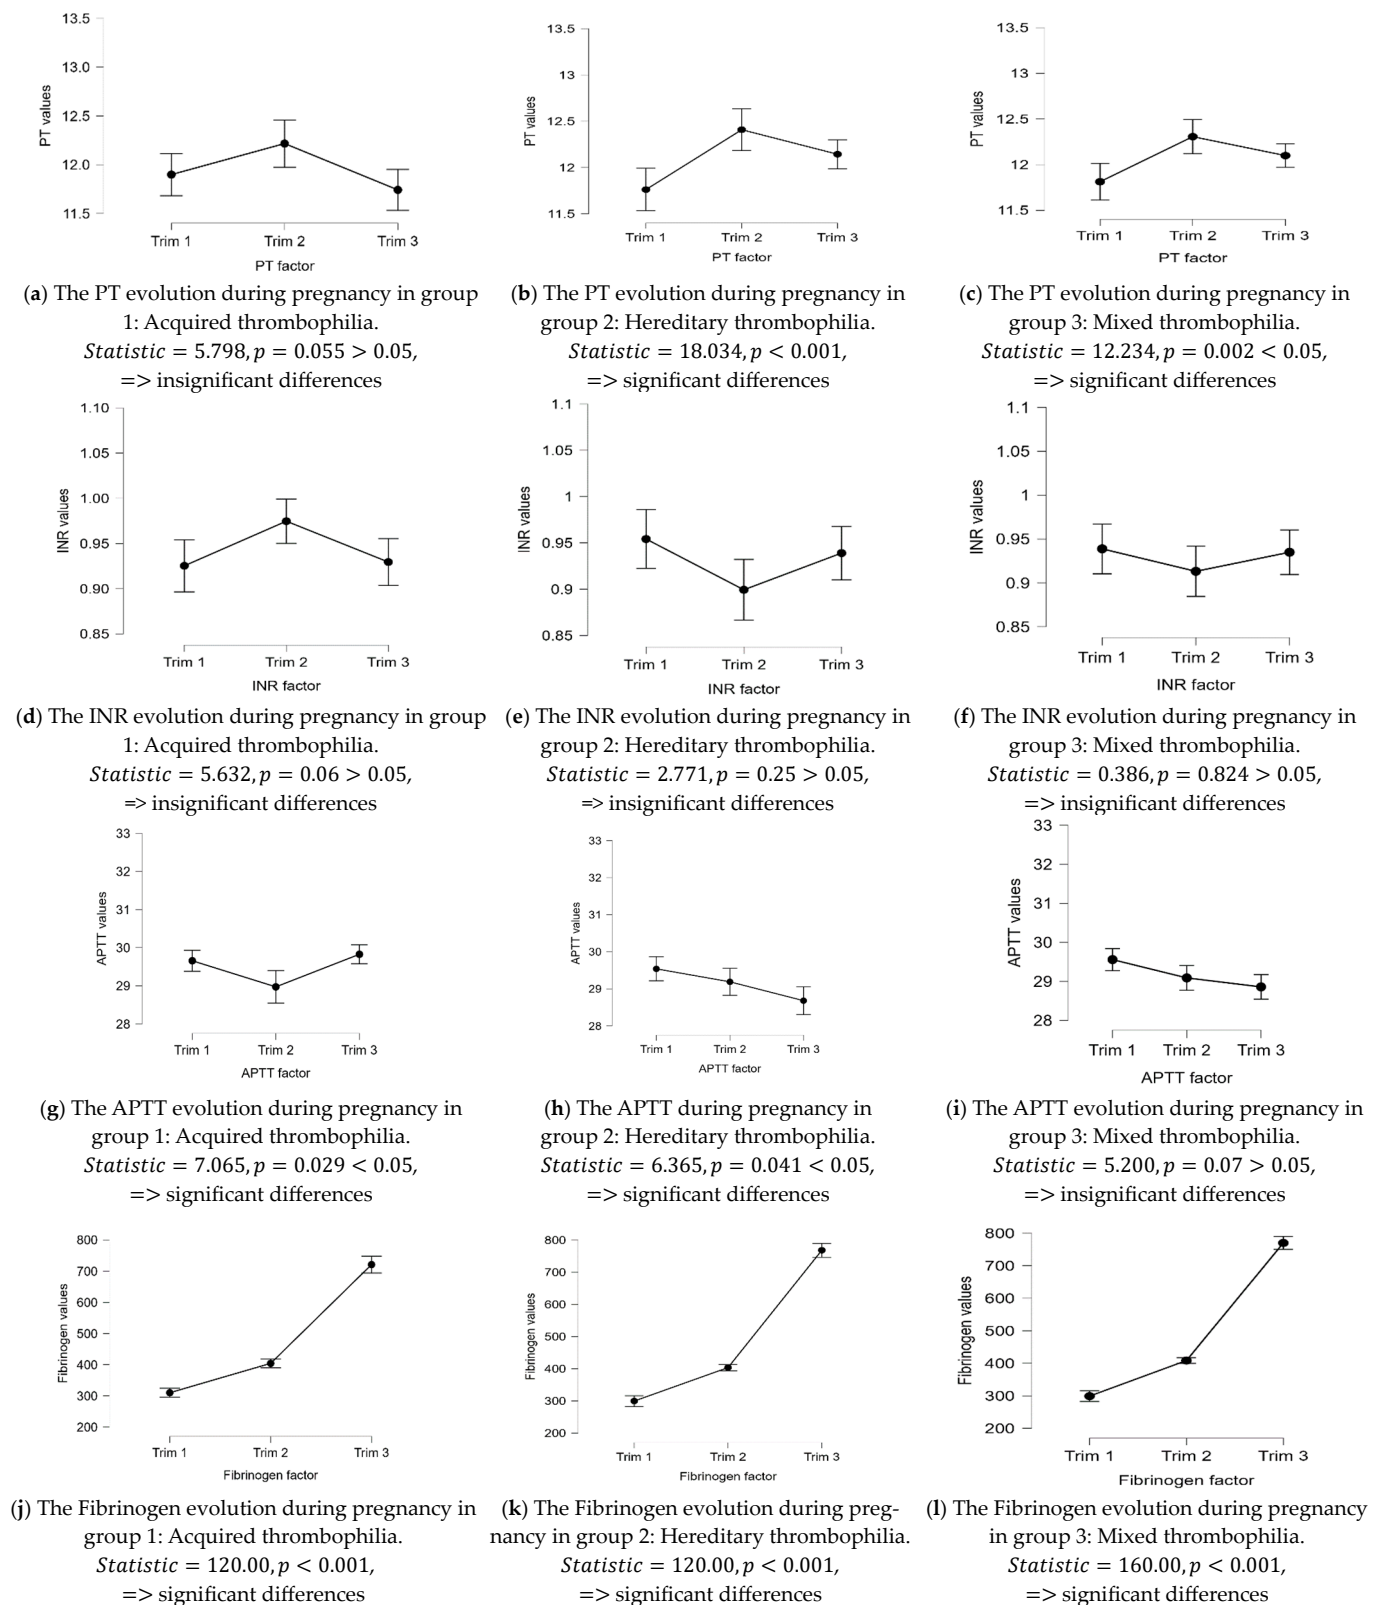 13.5
13.0
12.5
12.0
11.5
PT values
Trim 1 Trim 2 Trim 3
PT factor
13.5
13
12.5
12
11.5
PT values
Trim 1 Trim 2 Trim 3
PT factor
13.5
13
12.5
12
11.5
PT values
Trim 1 Trim 2 Trim 3
PT factor
(a) The PT evolution during pregnancy in group
1: Acquired thrombophilia.
Statistic = 5.798, p = 0.055 > 0.05,
=> insignificant differences
(b) The PT evolution during pregnancy in
group 2: Hereditary thrombophilia.
Statistic = 18.034, p < 0.001,
=> significant differences
(c) The PT evolution during pregnancy in
group 3: Mixed thrombophilia.
Statistic = 12.234, p = 0.002 < 0.05,
=> significant differences
1.10
1.05
1.00
0.95
0.90
0.85
INR values
Trim 1 Trim 2 Trim 3
INR factor
1.1
1.05
1
0.95
0.9
0.85
INR values
Trim 1 Trim 2 Trim 3
INR factor
1.1
1.05
1
0.95
0.9
0.85
INR values
Trim 1 Trim 2 Trim 3
INR factor
(d) The INR evolution during pregnancy in group
1: Acquired thrombophilia.
Statistic = 5.632, p = 0.06 > 0.05,
=> insignificant differences
(e) The INR evolution during pregnancy in
group 2: Hereditary thrombophilia.
Statistic = 2.771, p = 0.25 > 0.05,
=> insignificant differences
(f) The INR evolution during pregnancy in
group 3: Mixed thrombophilia.
Statistic = 0.386, p = 0.824 > 0.05,
=> insignificant differences
33
32
31
30
29
28
APTT values
Trim 1 Trim 2 Trim 3
APTT factor
33
32
31
30
29
28
APTT values
Trim 1 Trim 2 Trim 3
APTT factor
33
32
31
30
29
28
APTT values
Trim 1 Trim 2 Trim 3
APTT factor
(g) The APTT evolution during pregnancy in
group 1: Acquired thrombophilia.
Statistic = 7.065, p = 0.029 < 0.05,
=> significant differences
(h) The APTT during pregnancy in
group 2: Hereditary thrombophilia.
Statistic = 6.365, p = 0.041 < 0.05,
=> significant differences
(i) The APTT evolution during pregnancy in
group 3: Mixed thrombophilia.
Statistic = 5.200, p = 0.07 > 0.05,
=> insignificant differences
800
700
600
500
400
300
200
Fibrinogen values
Trim 1 Trim 2 Trim 3
Fibrinogen factor
800
700
600
500
400
300
200
Fibrinogen values
Trim 1 Trim 2 Trim 3
Fibrinogen factor
800
700
600
500
400
300
200
Fibrinogen values
Trim 1 Trim 2 Trim 3
Fibrinogen factor
(j) The Fibrinogen evolution during pregnancy in
group 1: Acquired thrombophilia.
Statistic = 120.00, p < 0.001,
=> significant differences
(k) The Fibrinogen evolution during preg-
nancy in group 2: Hereditary thrombophilia.
Statistic = 120.00, p < 0.001,
=> significant differences
(l) The Fibrinogen evolution during pregnancy
in group 3: Mixed thrombophilia.
Statistic = 160.00, p < 0.001,
=> significant differences